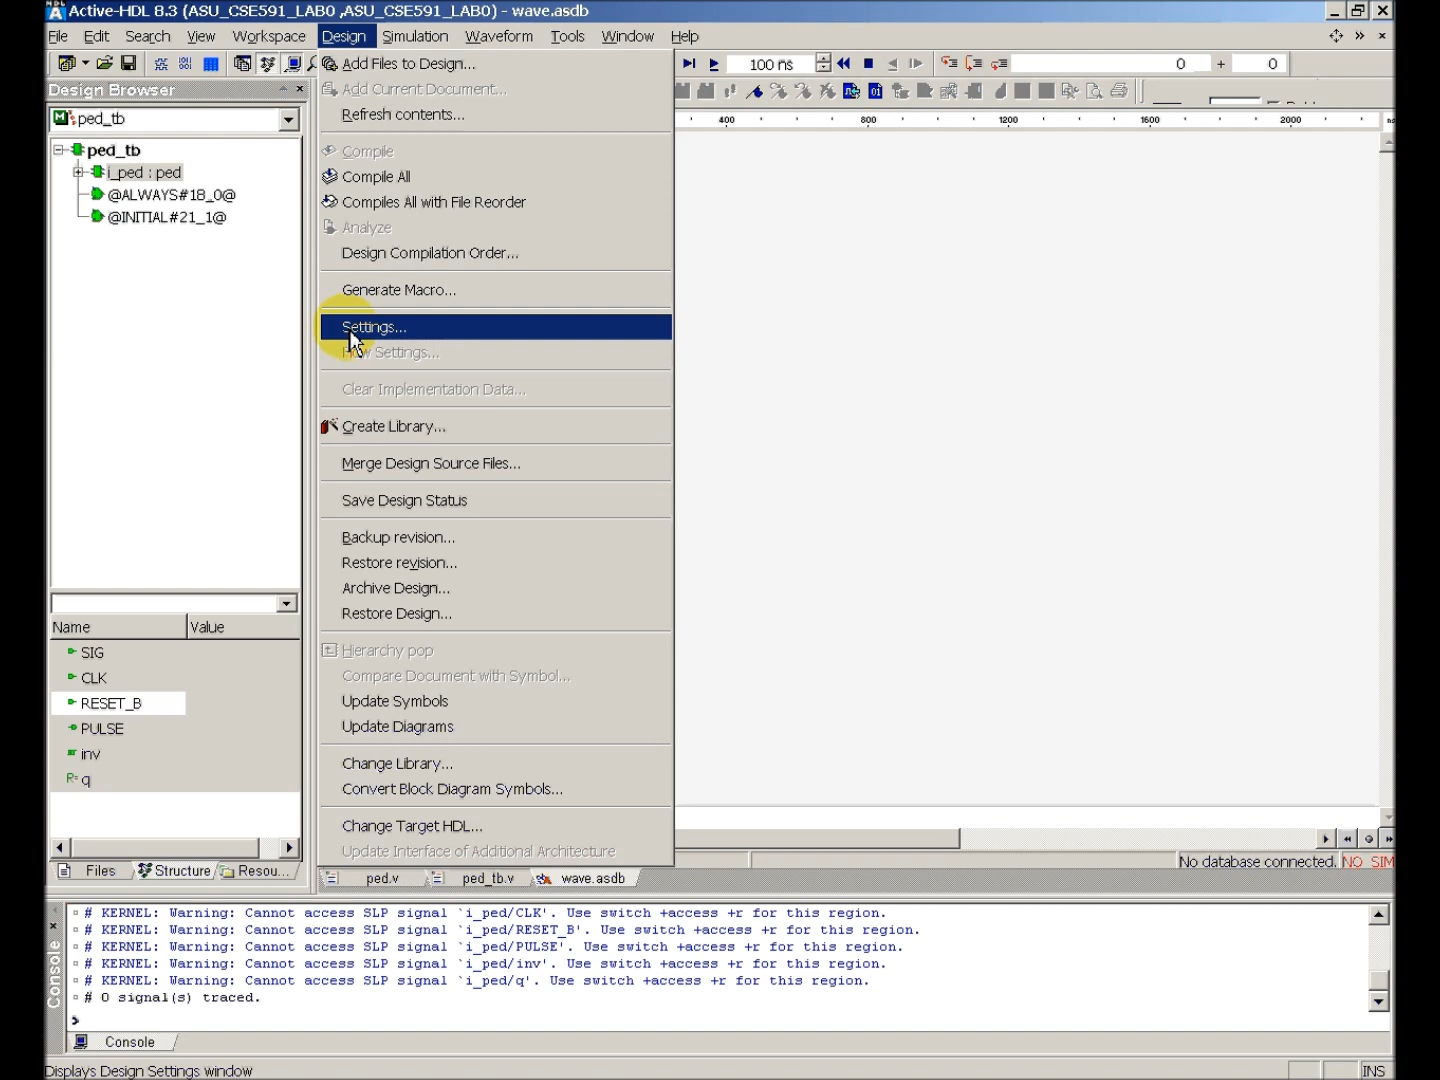 Active-HDL 8.3 (ASU_CSE591_LAB0 ,ASU_CSE591_LAB0) - wave.asdb
File Edit Search View Workspace Design Simulation Waveform Tools Window Help
100 ns
0 + 0
Design Browser
ped_tb
ped_tb
i_ped : ped
@ALWAYS#18_0@
@INITIAL#21_1@
Add Files to Design...
Add Current Document...
Refresh contents...
Compile
Compile All
Compiles All with File Reorder
Analyze
Design Compilation Order...
Generate Macro...
Settings...
Settings...
Clear Implementation Data...
Create Library...
Merge Design Source Files...
Save Design Status
Backup revision...
Restore revision...
Archive Design...
Restore Design...
Hierarchy pop
Compare Document with Symbol...
Update Symbols
Update Diagrams
Change Library...
Convert Block Diagram Symbols...
Change Target HDL...
Update Interface of Additional Architecture
400 800 1200 1600 2000 ns
Name Value
SIG
CLK
RESET_B
PULSE
inv
R= q
Files Structure Resou...
No database connected. NO SIM
ped.v ped_tb.v wave.asdb
# KERNEL: Warning: Cannot access SLP signal `i_ped/CLK'. Use switch +access +r for this region.
# KERNEL: Warning: Cannot access SLP signal `i_ped/RESET_B'. Use switch +access +r for this region.
# KERNEL: Warning: Cannot access SLP signal `i_ped/PULSE'. Use switch +access +r for this region.
# KERNEL: Warning: Cannot access SLP signal `i_ped/inv'. Use switch +access +r for this region.
# KERNEL: Warning: Cannot access SLP signal `i_ped/q'. Use switch +access +r for this region.
# 0 signal(s) traced.
>
Console
Console
Displays Design Settings window
INS